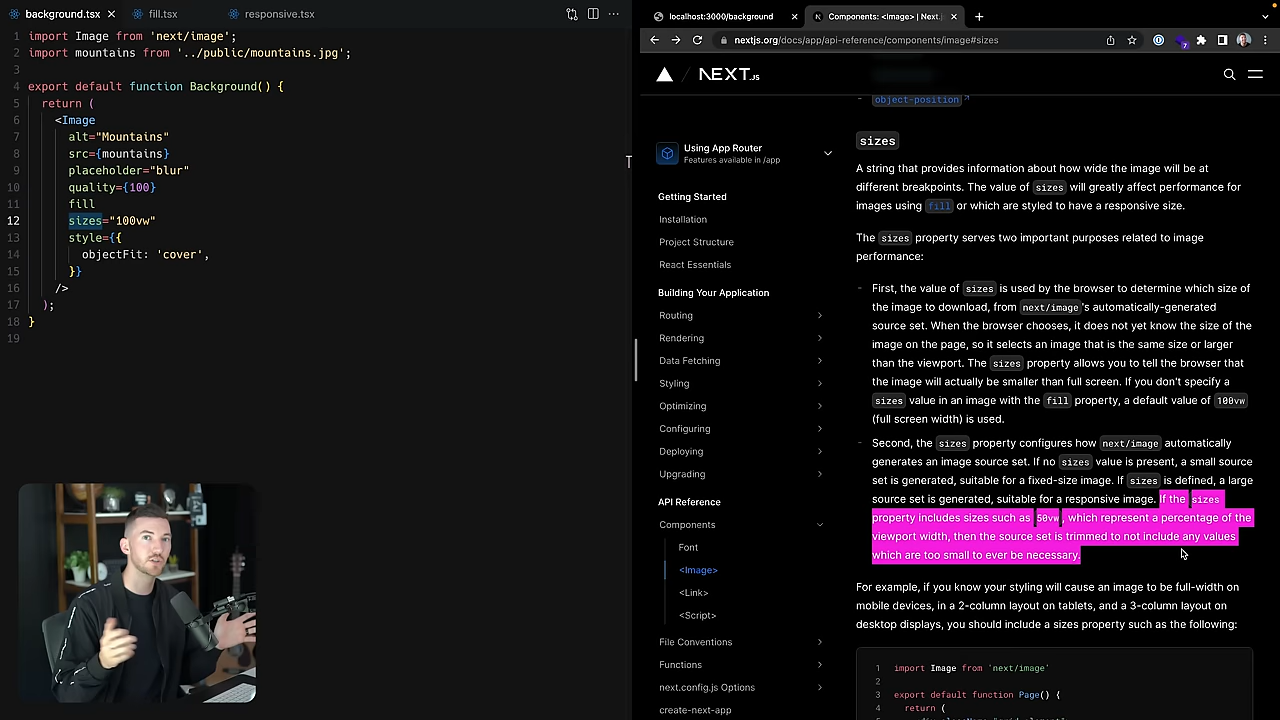 background.tsx
fill.tsx
responsive.tsx
1 import Image from 'next/image';
2 import mountains from '../public/mountains.jpg';
3
4 export default function Background() {
5 return (
6 <Image
7 alt="Mountains"
8 src={mountains}
9 placeholder="blur"
10 quality={100}
11 fill
12 sizes="100vw"
13 style={{
14 objectFit: 'cover',
15 }}
16 />
17 );
18 }
19
localhost:3000/background
Components: <Image> | Next.j
nextjs.org/docs/app/api-reference/components/image#sizes
7
NEXT.JS
Using App Router
Features available in /app
Getting Started
Installation
Project Structure
React Essentials
Building Your Application
Routing
Rendering
Data Fetching
Styling
Optimizing
Configuring
Deploying
Upgrading
API Reference
Components
Font
<Image>
<Link>
<Script>
File Conventions
Functions
next.config.js Options
create-next-app
object-position
sizes
A string that provides information about how wide the image will be at
different breakpoints. The value of sizes will greatly affect performance for
images using fill or which are styled to have a responsive size.
The sizes property serves two important purposes related to image
performance:
- First, the value of sizes is used by the browser to determine which size of
the image to download, from next/image's automatically-generated
source set. When the browser chooses, it does not yet know the size of the
image on the page, so it selects an image that is the same size or larger
than the viewport. The sizes property allows you to tell the browser that
the image will actually be smaller than full screen. If you don't specify a
sizes value in an image with the fill property, a default value of 100vw
(full screen width) is used.
- Second, the sizes property configures how next/image automatically
generates an image source set. If no sizes value is present, a small source
set is generated, suitable for a fixed-size image. If sizes is defined, a large
source set is generated, suitable for a responsive image. If the sizes
property includes sizes such as 50vw, which represent a percentage of the
viewport width, then the source set is trimmed to not include any values
which are too small to ever be necessary.
For example, if you know your styling will cause an image to be full-width on
mobile devices, in a 2-column layout on tablets, and a 3-column layout on
desktop displays, you should include a sizes property such as the following:
1 import Image from 'next/image'
2
3 export default function Page() {
4 return (